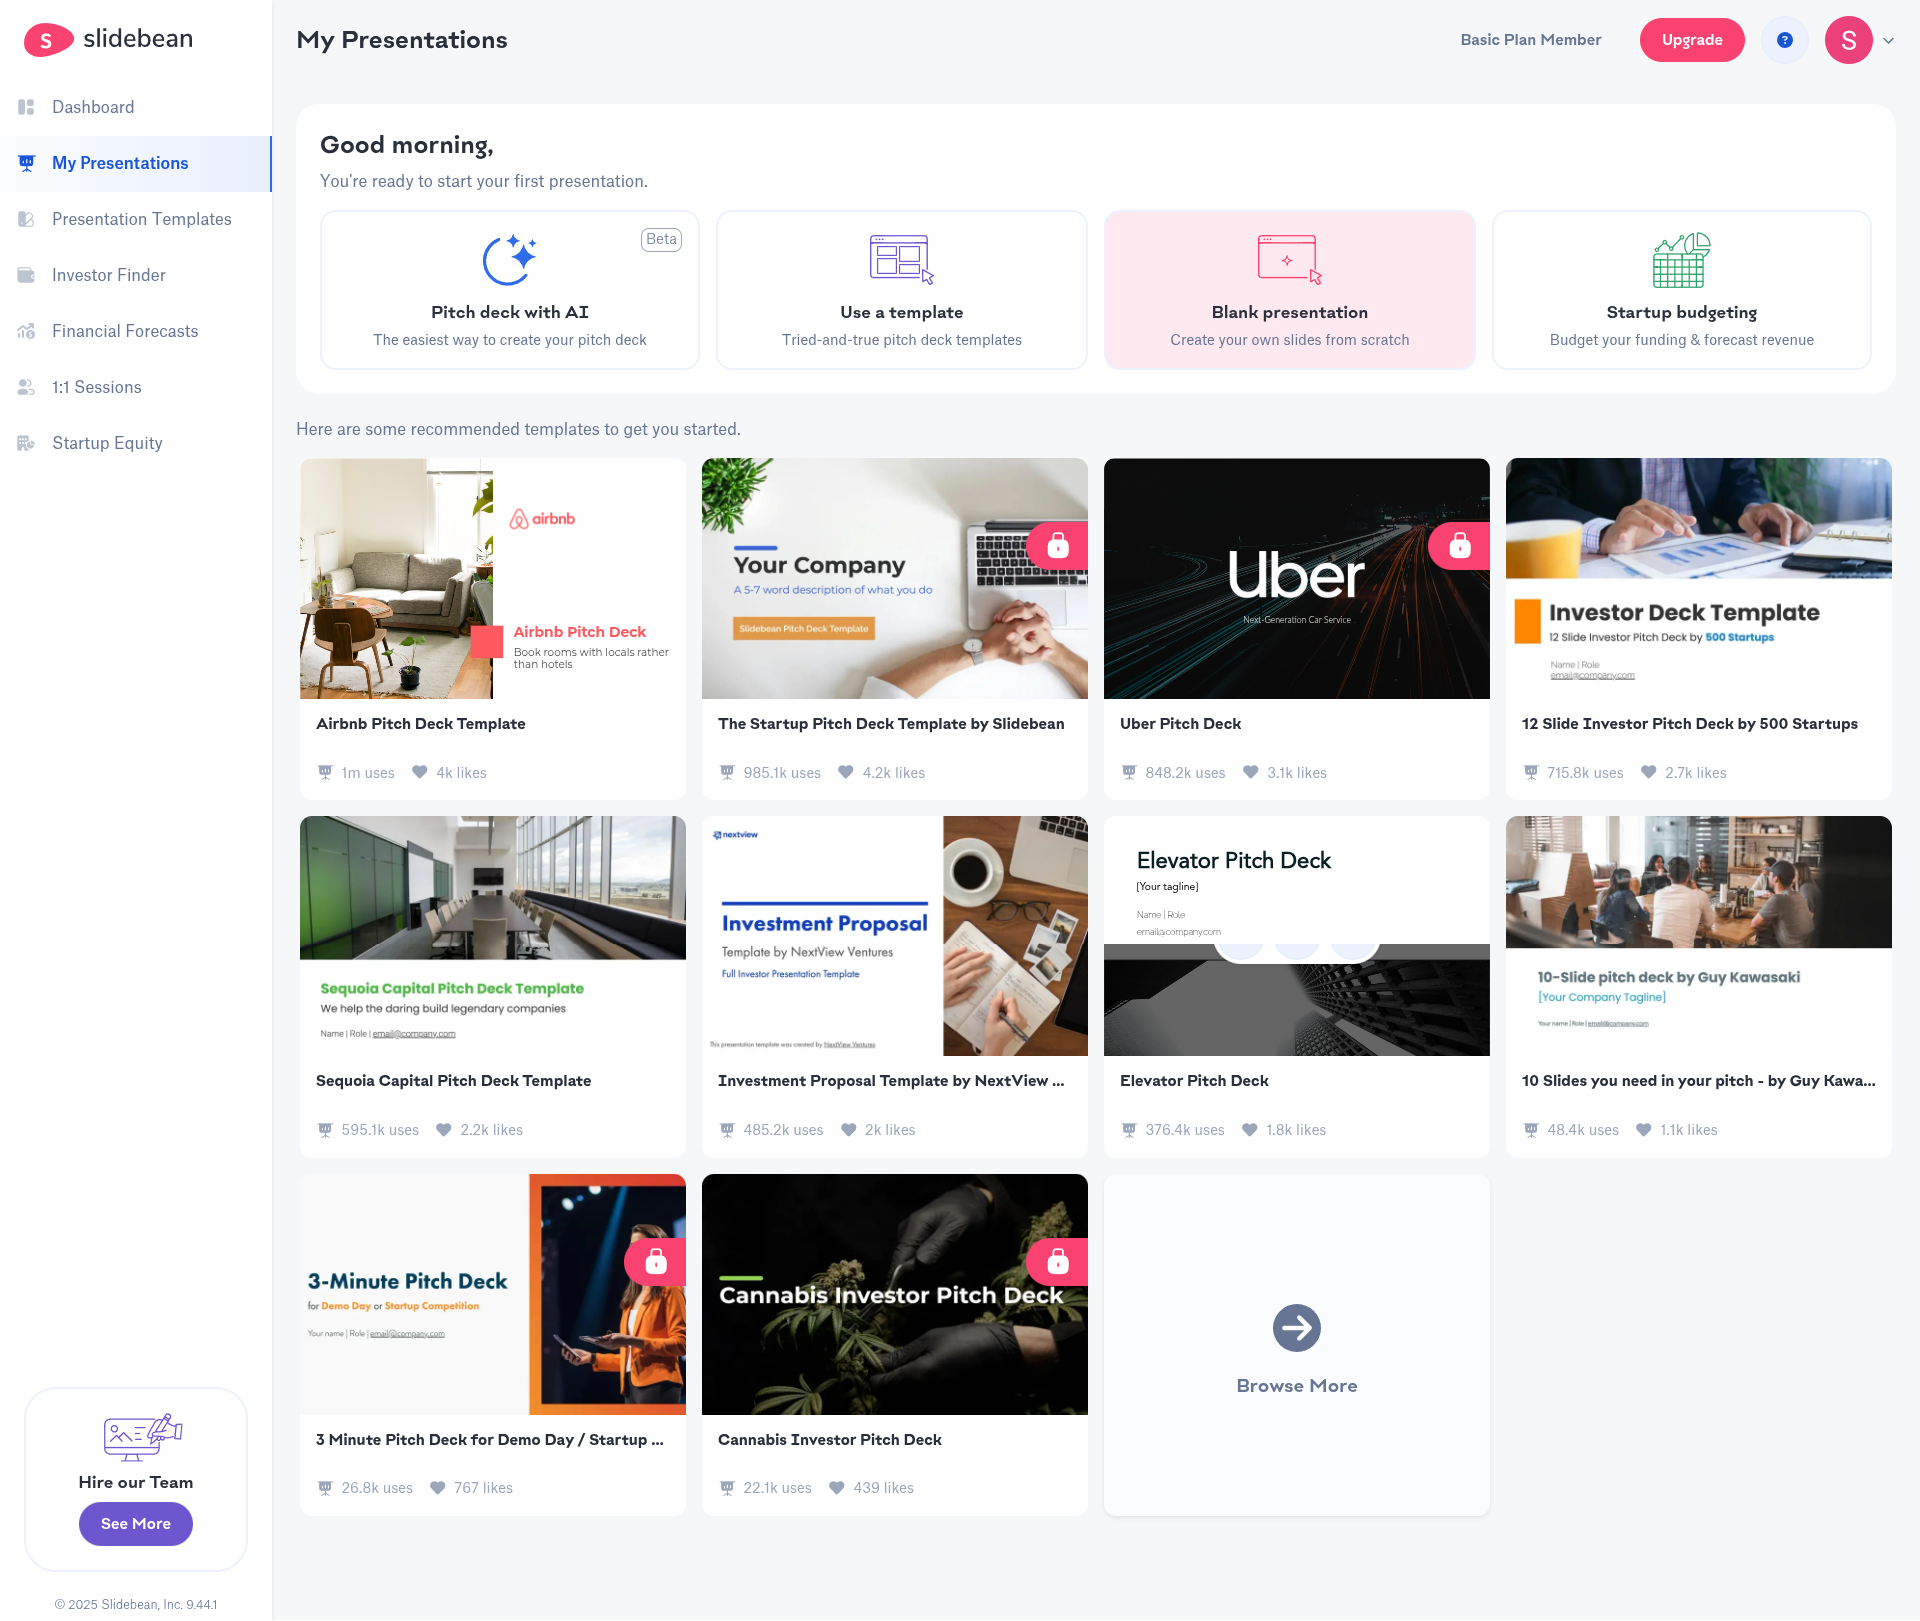 slidebean
Dashboard
My Presentations
Presentation Templates
Investor Finder
Financial Forecasts
1:1 Sessions
Startup Equity
Hire our Team
See More
© 2025 Slidebean, Inc. 9.44.1
My Presentations
Basic Plan Member
Upgrade
?
S
Good morning,
You're ready to start your first presentation.
Beta
Pitch deck with AI
The easiest way to create your pitch deck
Use a template
Tried-and-true pitch deck templates
Blank presentation
Create your own slides from scratch
Startup budgeting
Budget your funding & forecast revenue
Here are some recommended templates to get you started.
airbnb
Airbnb Pitch Deck
Book rooms with locals rather
than hotels
Airbnb Pitch Deck Template
1m uses
4k likes
Your Company
A 5-7 word description of what you do
Slidebean Pitch Deck Template
The Startup Pitch Deck Template by Slidebean
985.1k uses
4.2k likes
Uber
Next-Generation Car Service
Uber Pitch Deck
848.2k uses
3.1k likes
Investor Deck Template
12 Slide Investor Pitch Deck by 500 Startups
Name | Role
email@company.com
12 Slide Investor Pitch Deck by 500 Startups
715.8k uses
2.7k likes
Sequoia Capital Pitch Deck Template
We help the daring build legendary companies
Name | Role | email@company.com
Sequoia Capital Pitch Deck Template
595.1k uses
2.2k likes
nextview
Investment Proposal
Template by NextView Ventures
Full Investor Presentation Template
This presentation template was created by NextView Ventures
Investment Proposal Template by NextView ...
485.2k uses
2k likes
Elevator Pitch Deck
[Your tagline]
Name | Role
email@company.com
Elevator Pitch Deck
376.4k uses
1.8k likes
10-Slide pitch deck by Guy Kawasaki
[Your Company Tagline]
Your name | Role | email@company.com
10 Slides you need in your pitch - by Guy Kawa...
48.4k uses
1.1k likes
3-Minute Pitch Deck
for Demo Day or Startup Competition
Your name | Role | email@company.com
3 Minute Pitch Deck for Demo Day / Startup ...
26.8k uses
767 likes
Cannabis Investor Pitch Deck
Cannabis Investor Pitch Deck
22.1k uses
439 likes
Browse More